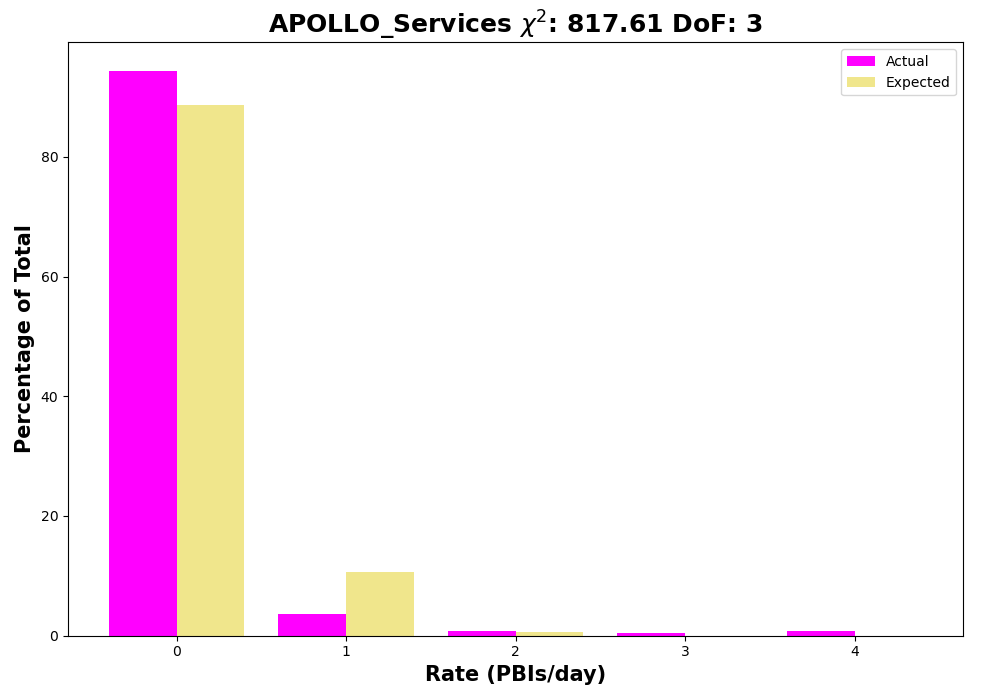 APOLLO_Services χ²: 817.61 DoF: 3
Actual
Expected
Percentage of Total
80
60
40
20
0
0 1 2 3 4
Rate (PBIs/day)